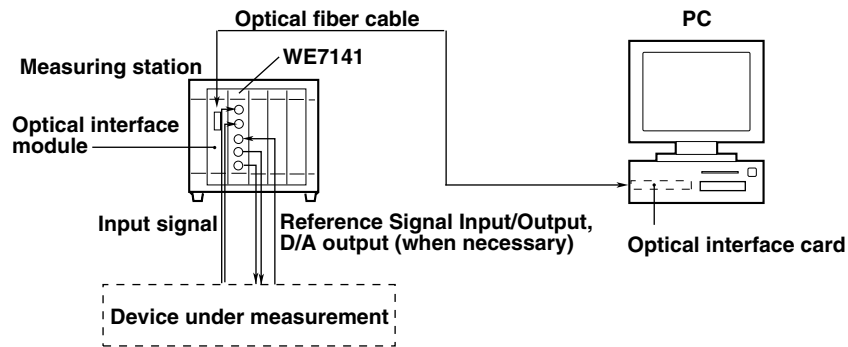 Optical fiber cable
PC
WE7141
Measuring station
Optical interface
module
Input signal
Reference Signal Input/Output,
D/A output (when necessary)
Optical interface card
Device under measurement